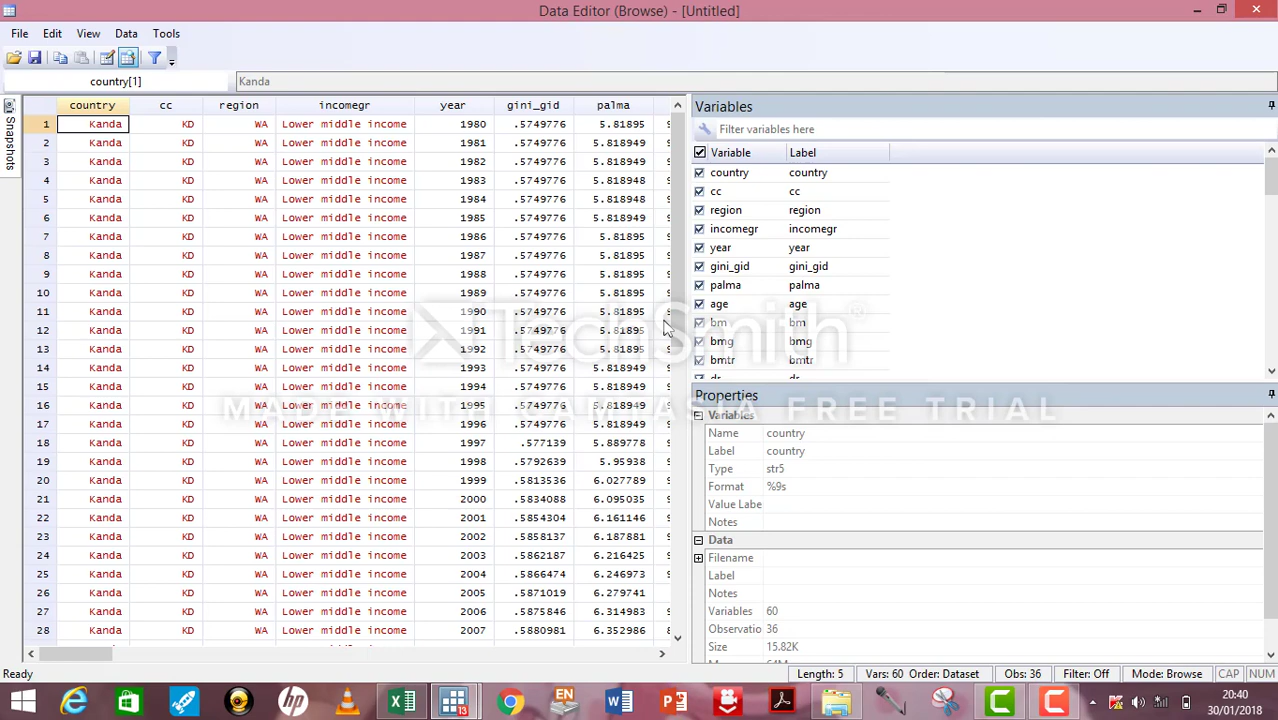 Data Editor (Browse) - [Untitled]
File Edit View Data Tools
country[1] Kanda
Snapshots
country cc region incomegr year gini_gid palma
1 Kanda KD WA Lower middle income 1980 .5749776 5.81895
2 Kanda KD WA Lower middle income 1981 .5749776 5.818949
3 Kanda KD WA Lower middle income 1982 .5749776 5.818949
4 Kanda KD WA Lower middle income 1983 .5749776 5.818948
5 Kanda KD WA Lower middle income 1984 .5749776 5.818948
6 Kanda KD WA Lower middle income 1985 .5749776 5.818949
7 Kanda KD WA Lower middle income 1986 .5749776 5.81895
8 Kanda KD WA Lower middle income 1987 .5749776 5.81895
9 Kanda KD WA Lower middle income 1988 .5749776 5.81895
10 Kanda KD WA Lower middle income 1989 .5749776 5.81895
11 Kanda KD WA Lower middle income 1990 .5749776 5.81895
12 Kanda KD WA Lower middle income 1991 .5749776 5.81895
13 Kanda KD WA Lower middle income 1992 .5749776 5.81895
14 Kanda KD WA Lower middle income 1993 .5749776 5.81895
15 Kanda KD WA Lower middle income 1994 .5749776 5.818949
16 Kanda KD WA Lower middle income 1995 .5749776 5.818949
17 Kanda KD WA Lower middle income 1996 .5749776 5.818949
18 Kanda KD WA Lower middle income 1997 .577139 5.889778
19 Kanda KD WA Lower middle income 1998 .5792639 5.95938
20 Kanda KD WA Lower middle income 1999 .5813536 6.027789
21 Kanda KD WA Lower middle income 2000 .5834088 6.095035
22 Kanda KD WA Lower middle income 2001 .5854304 6.161146
23 Kanda KD WA Lower middle income 2002 .5858137 6.187881
24 Kanda KD WA Lower middle income 2003 .5862187 6.216425
25 Kanda KD WA Lower middle income 2004 .5866474 6.246973
26 Kanda KD WA Lower middle income 2005 .5871019 6.279741
27 Kanda KD WA Lower middle income 2006 .5875846 6.314983
28 Kanda KD WA Lower middle income 2007 .5880981 6.352986
Variables
Filter variables here
Variable Label
country country
cc cc
region region
incomegr incomegr
year year
gini_gid gini_gid
palma palma
age age
bm bm
bmg bmg
bmtr bmtr
dr dr
TechSmith®
MADE WITH CAMTASIA FREE TRIAL
Properties
Variables
Name country
Label country
Type str5
Format %9s
Value Labe
Notes
Data
Filename
Label
Notes
Variables 60
Observatio 36
Size 15.82K
Ready Length: 5 Vars: 60 Order: Dataset Obs: 36 Filter: Off Mode: Browse CAP NUM
20:40
30/01/2018